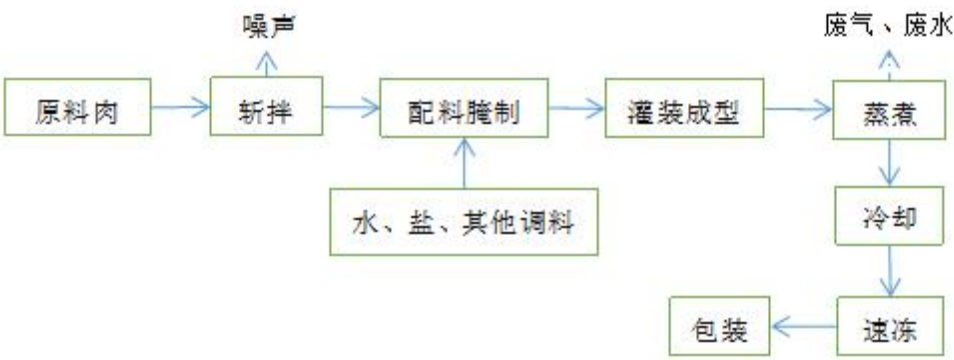 噪声
废气、废水
原料肉
斩拌
配料腌制
灌装成型
蒸煮
水、盐、其他调料
冷却
包装
速冻